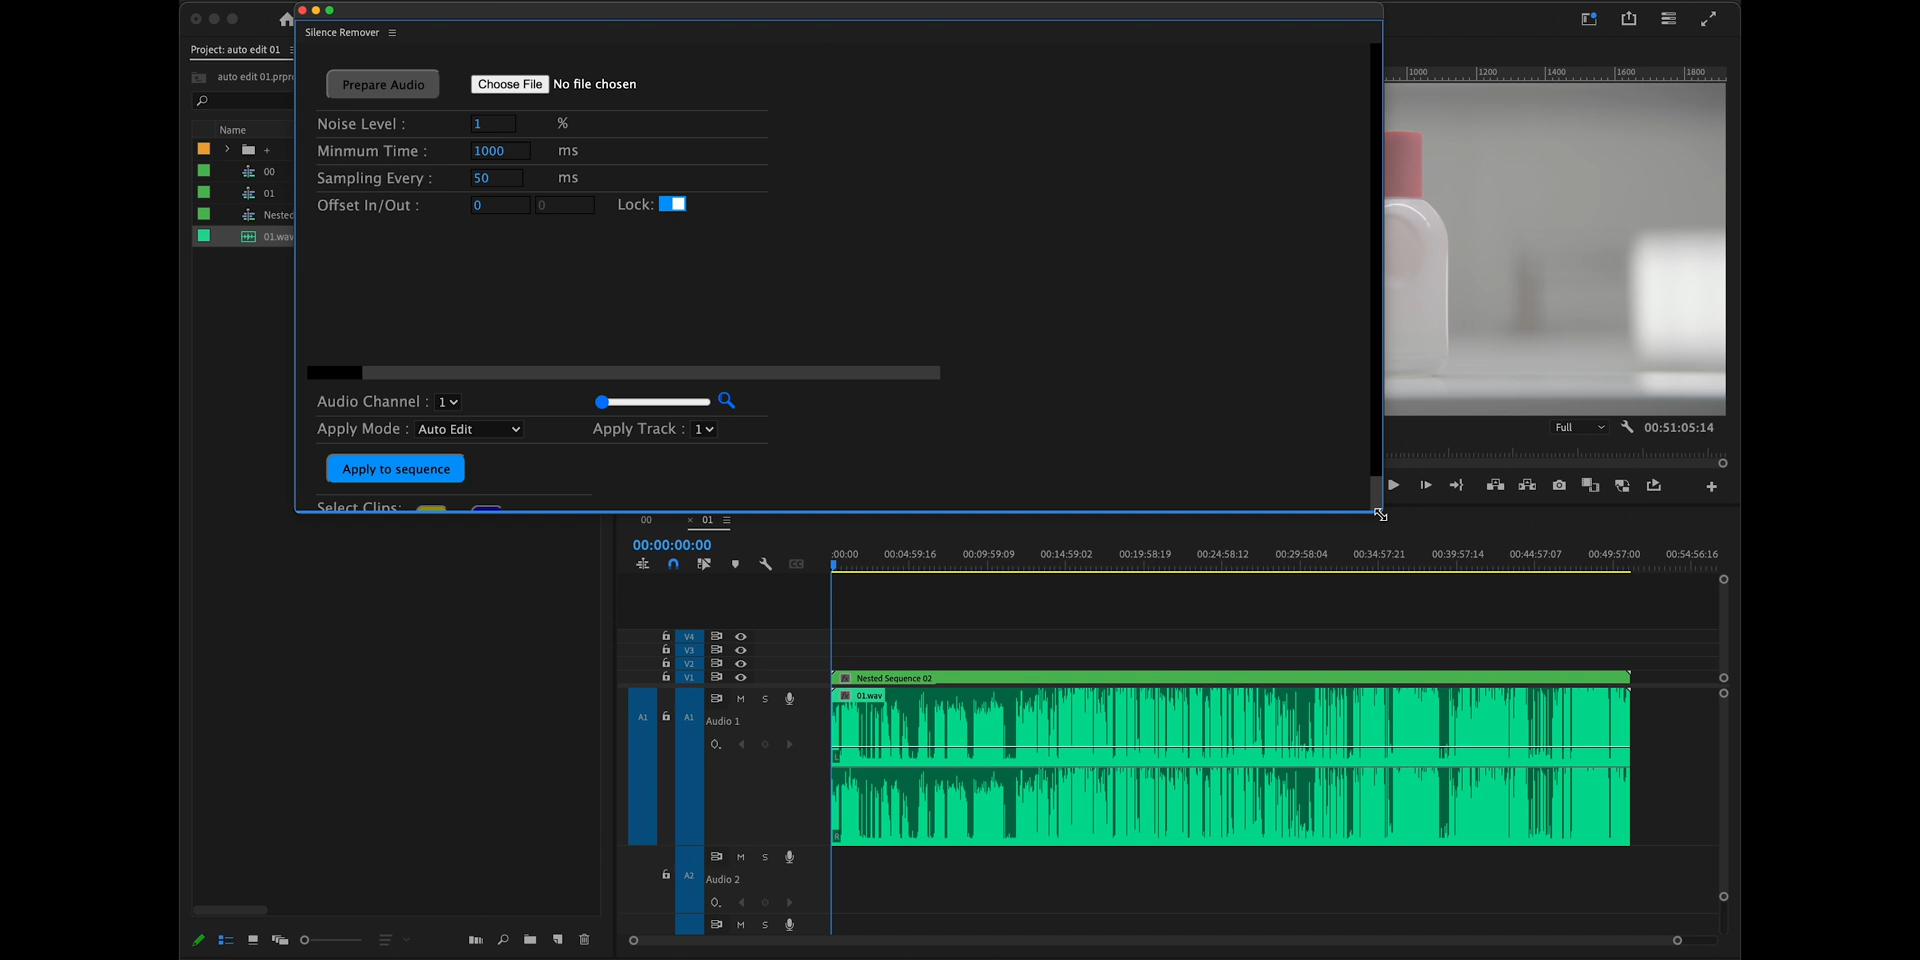 Silence Remover
Project: auto edit 01
auto edit 01.prpro
Prepare Audio
Choose File No file chosen
Noise Level : 1 %
Minmum Time : 1000 ms
Sampling Every : 50 ms
Offset In/Out : 0 0 Lock:
Name
+
00
01
Nested
01.wav
1000 1200 1400 1600 1800
Audio Channel : 1
Apply Mode : Auto Edit Apply Track : 1
Apply to sequence
Select Clips:
Full 00:51:05:14
00 × 01
00:00:00:00
:00:00 00:04:59:16 00:09:59:09 00:14:59:02 00:19:58:19 00:24:58:12 00:29:58:04 00:34:57:21 00:39:57:14 00:44:57:07 00:49:57:00 00:54:56:16
CC
V4
V3
V2
V1 fx Nested Sequence 02
fx 01.wav
M S
A1 A1 Audio 1
L
R
M S
A2 Audio 2
M S